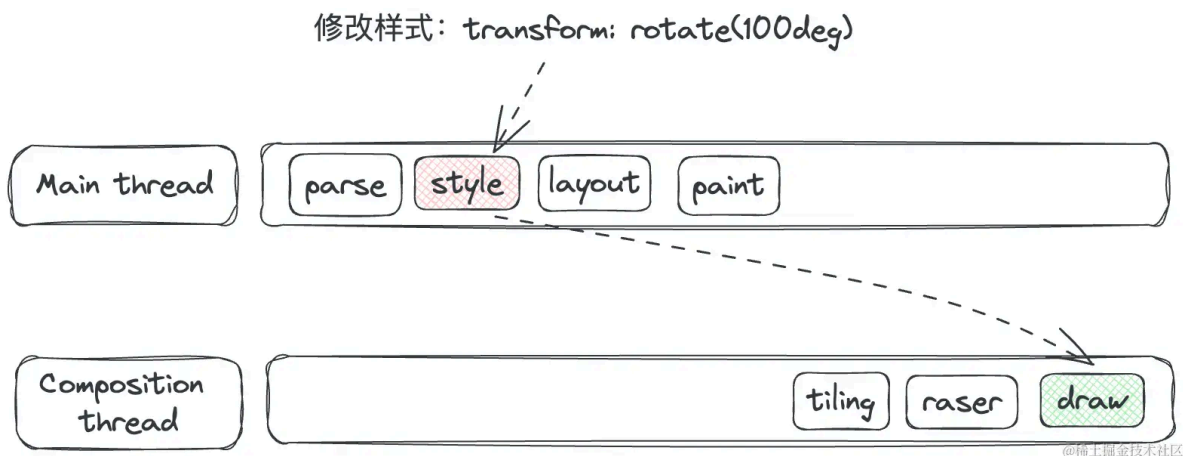 修改样式：transform: rotate(100deg)
Main thread
parse
style
layout
paint
Composition
thread
tiling
raser
draw
@稀土掘金技术社区